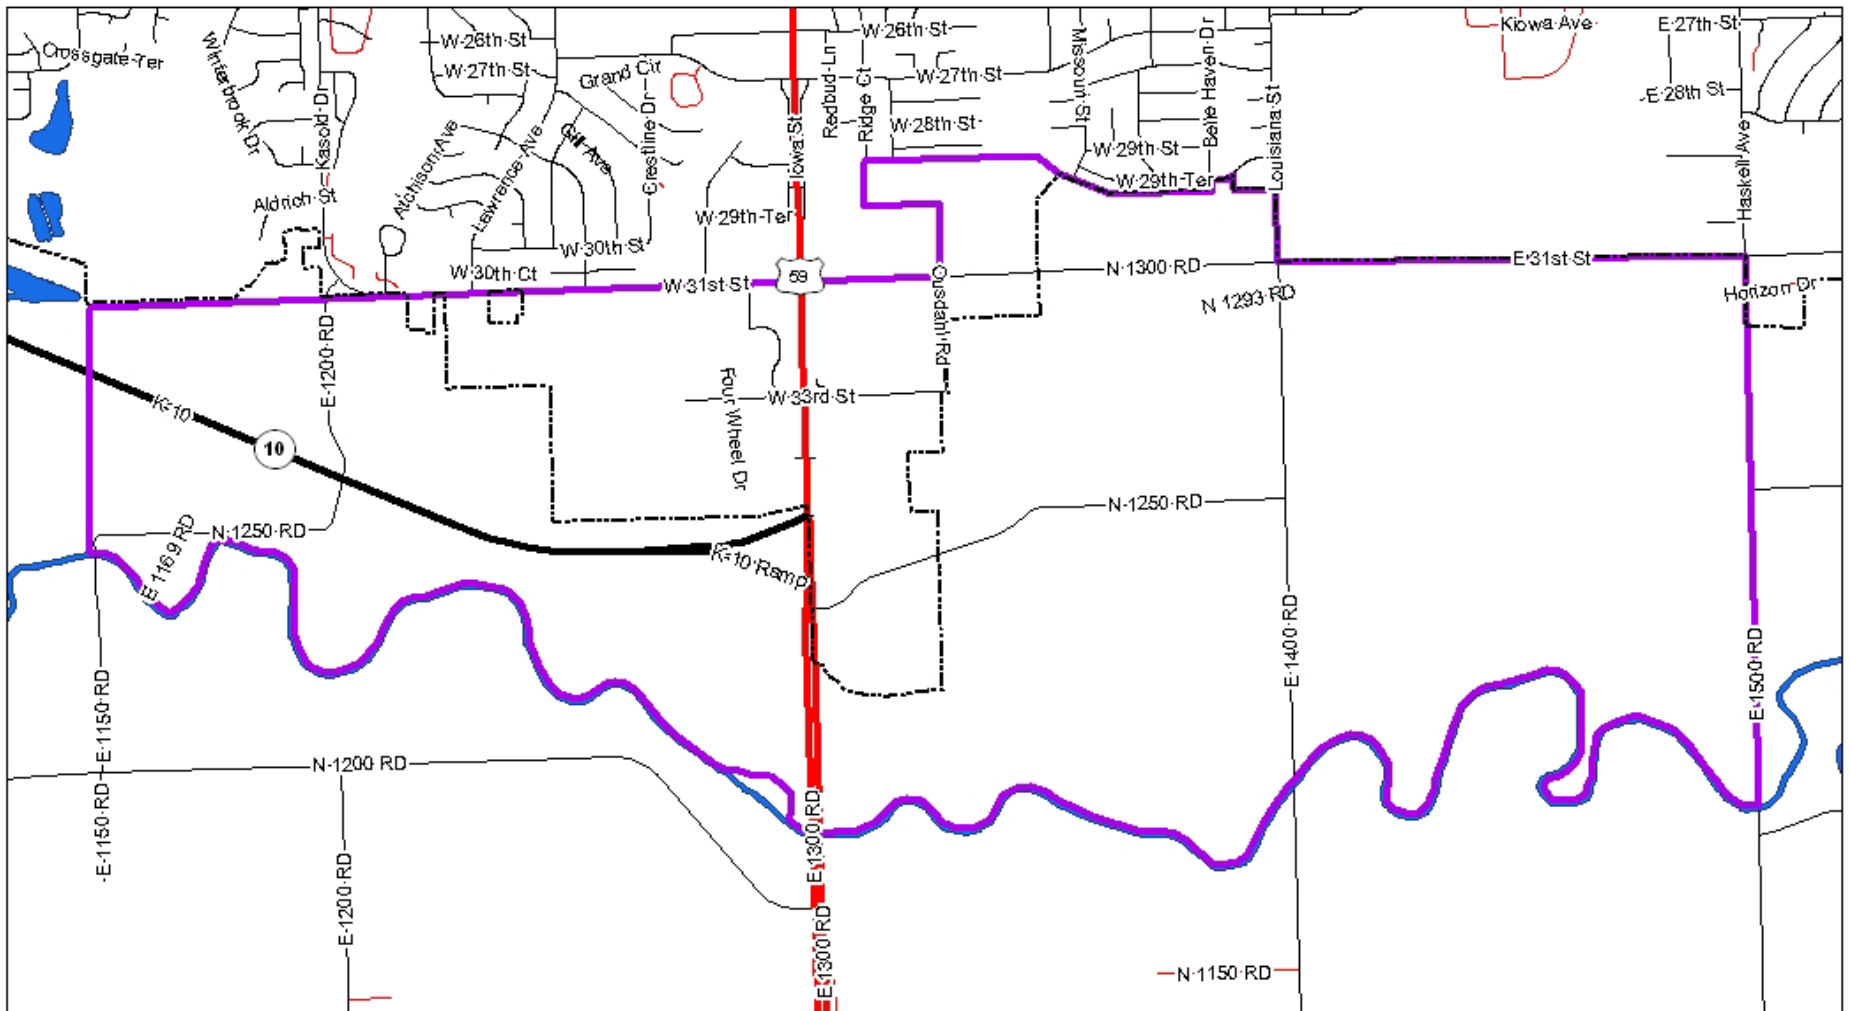 Crossgate-Ter
Winterbrook Dr
Kasold Dr
W-26th-St
W-27th-St
Grand Cir
Crestline-Dr
Gill-Ave
Atchison-Ave
Lawrence-Ave
Aldrich-St
W-30th-St
W-30th-Ct
W-29th-Ter
Iowa-St
Redbud-Ln
Ridge Ct
W-26th-St
W-27th-St
W-28th-St
Missouri-St
Belle Haven-Dr
W-29th-St
W-29th-Ter
Louisiana-St
Kiowa Ave
E-27th-St
E-28th St
Haskell-Ave
W-31st-St
59
N-1300-RD
N 1293-RD
E-31st-St
Horizon-Dr
E-1200-RD
K-10
10
Four Wheel Dr
W-33rd-St
N-1250-RD
E 1169 RD
N-1250-RD
K-10-Ramp
E-1150-RD
E-1150-RD
N-1200 RD
E-1200-RD
E-1300 RD
E-1300 RD
E-1400-RD
E-1500-RD
N-1150-RD